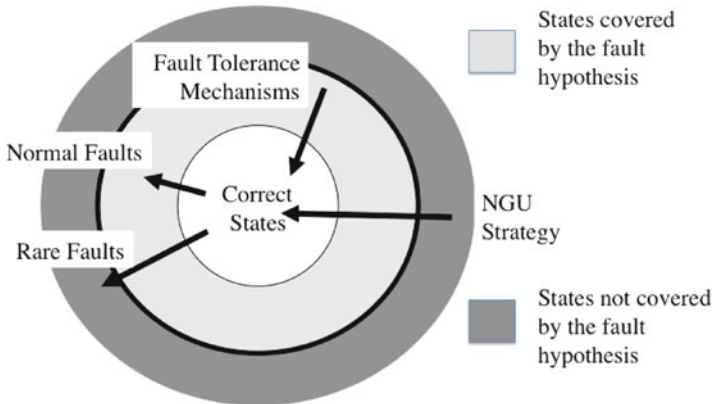 States covered
by the fault
hypothesis
Fault Tolerance
Mechanisms
Normal Faults
Correct
States
NGU
Strategy
Rare Faults
States not covered
by the fault
hypothesis